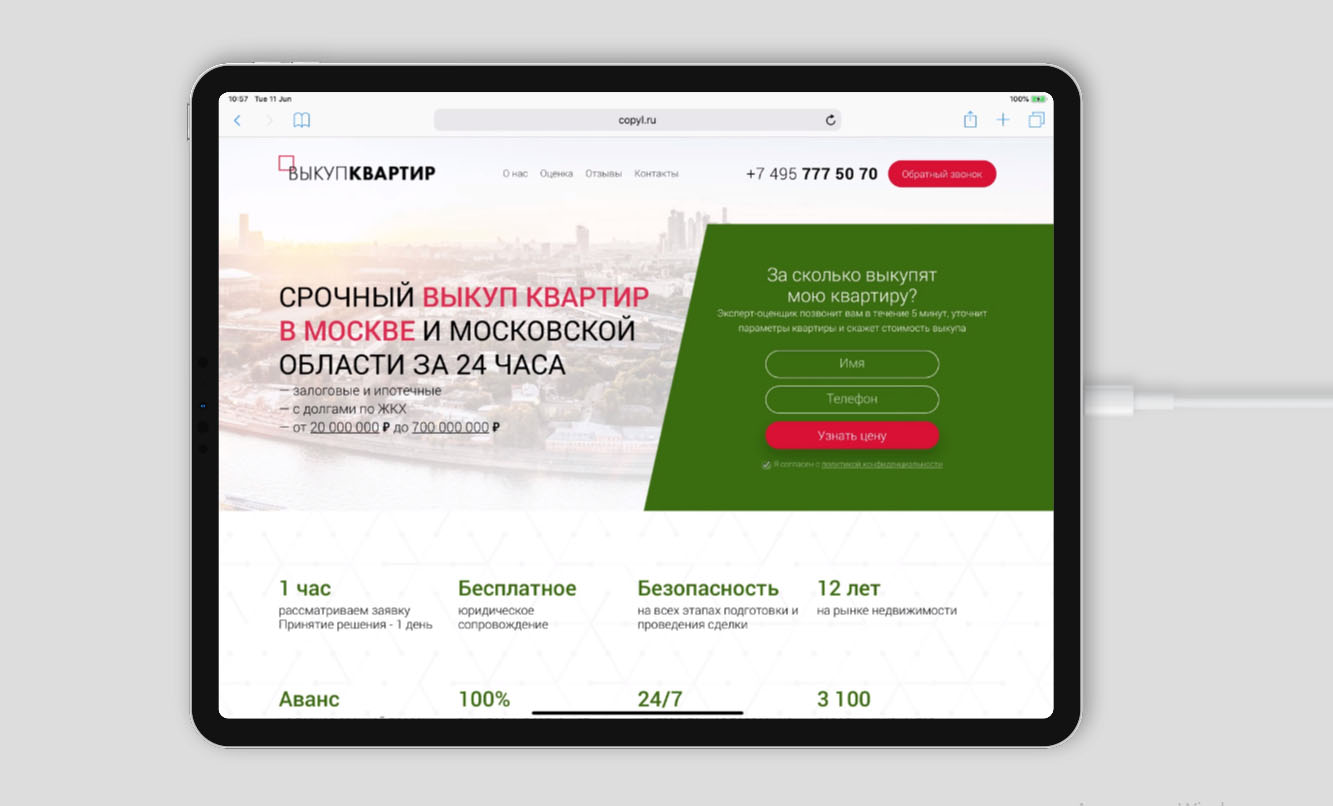 10:57 Tue 11 Jun
100%
copyl.ru
ВЫКУПКВАРТИР
О нас Оценка Отзывы Контакты
+7 495 777 50 70
Обратный звонок
СРОЧНЫЙ ВЫКУП КВАРТИР
В МОСКВЕ И МОСКОВСКОЙ
ОБЛАСТИ ЗА 24 ЧАСА
— залоговые и ипотечные
— с долгами по ЖКХ
— от 20 000 000 ₽ до 700 000 000 ₽
За сколько выкупят
мою квартиру?
Эксперт-оценщик позвонит вам в течение 5 минут, уточнит
параметры квартиры и скажет стоимость выкупа
Имя
Телефон
Узнать цену
Я согласен с политикой конфиденциальности
1 час
рассматриваем заявку
Принятие решения - 1 день
Бесплатное
юридическое
сопровождение
Безопасность
на всех этапах подготовки и
проведения сделки
12 лет
на рынке недвижимости
Аванс
100%
24/7
3 100